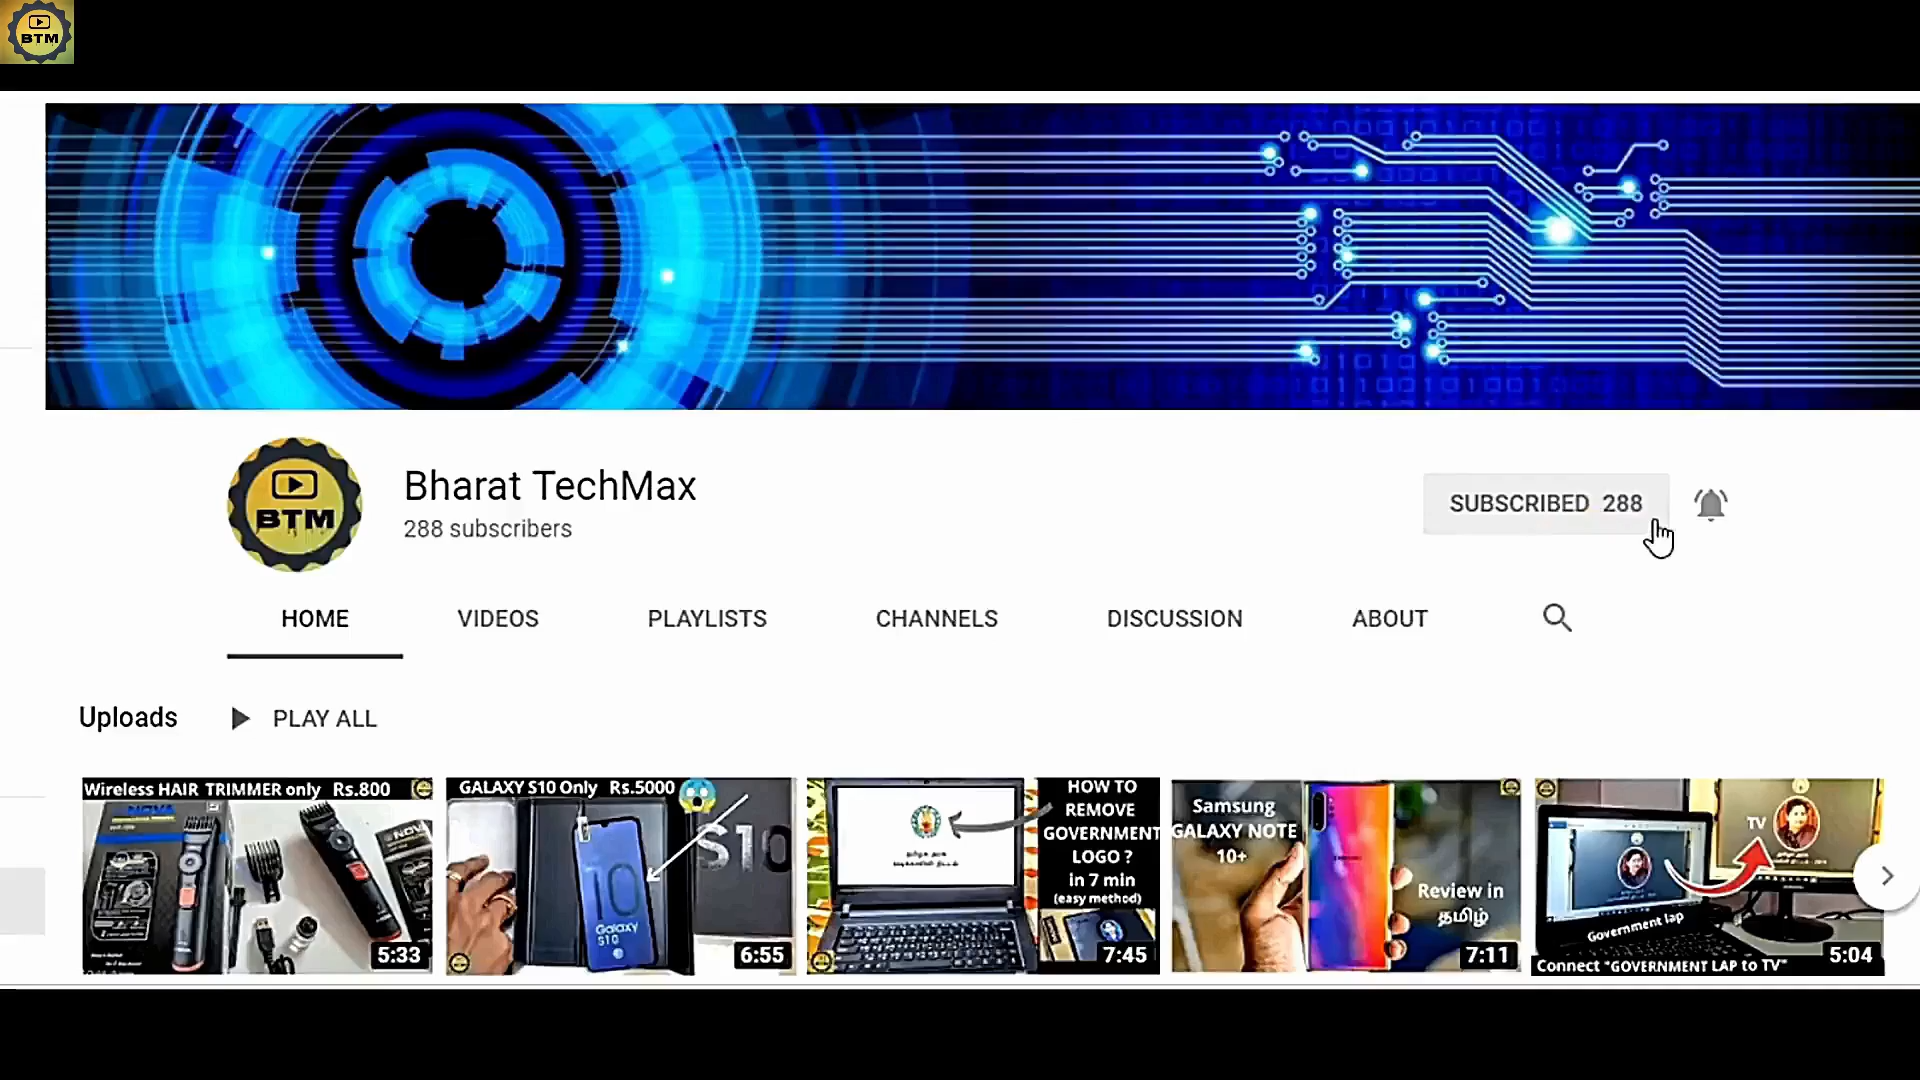 BTM
BTM
Bharat TechMax
288 subscribers
SUBSCRIBED 288
HOME VIDEOS PLAYLISTS CHANNELS DISCUSSION ABOUT
Uploads PLAY ALL
Wireless HAIR TRIMMER only Rs.800
NOVA
5:33
GALAXY S10 Only Rs.5000
S10
10
Galaxy
S10
6:55
HOW TO
REMOVE
GOVERNMENT
LOGO ?
in 7 min
(easy method)
7:45
Samsung
GALAXY NOTE
10+
Review in
தமிழ்
7:11
TV
Government lap
Connect "GOVERNMENT LAP to TV"
5:04